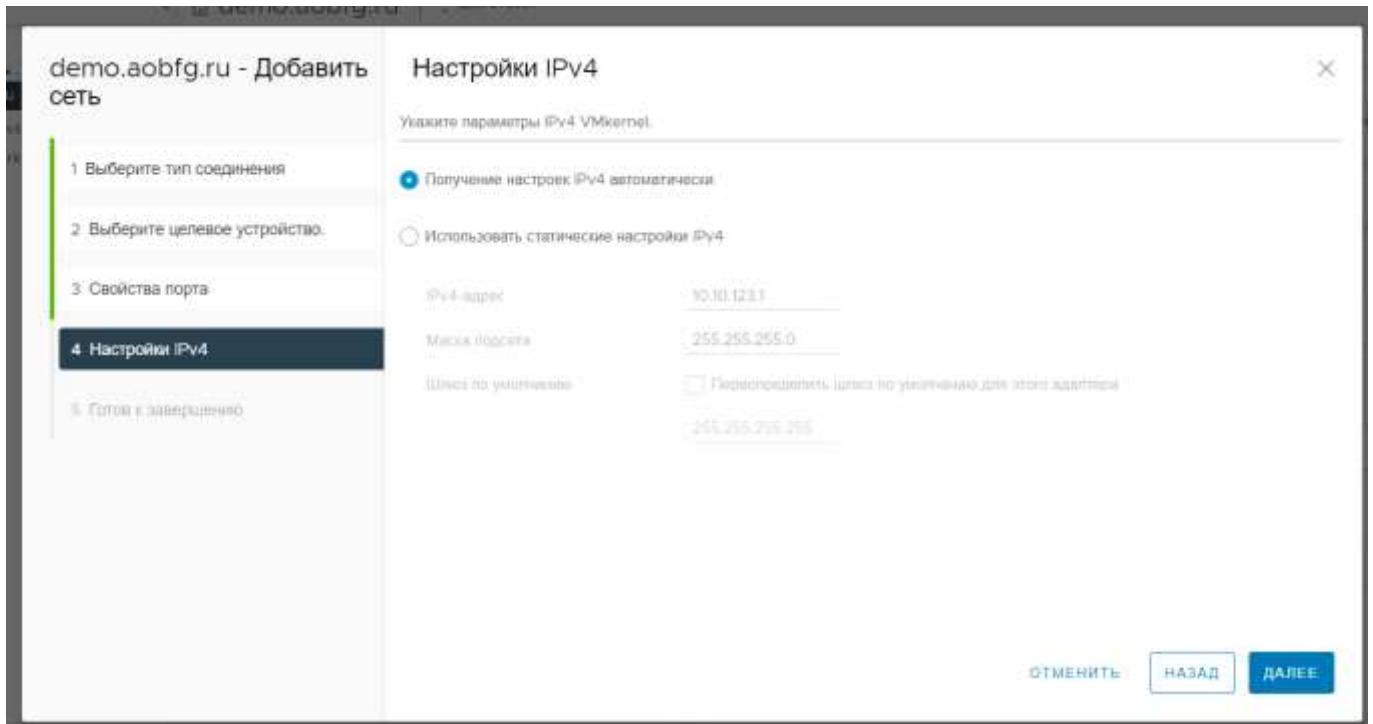 demo.aobfg.ru
demo.aobfg.ru - Добавить
сеть
1 Выберите тип соединения
2 Выберите целевое устройство.
3 Свойства порта
4 Настройки IPv4
5 Готов к завершению
Настройки IPv4
Укажите параметры IPv4 VMkernel.
Получение настроек IPv4 автоматически
Использовать статические настройки IPv4
IPv4-адрес
10.10.123.1
Маска подсети
255.255.255.0
Шлюз по умолчанию
Переопределить шлюз по умолчанию для этого адаптера
255.255.255.255
ОТМЕНИТЬ
НАЗАД
ДАЛЕЕ